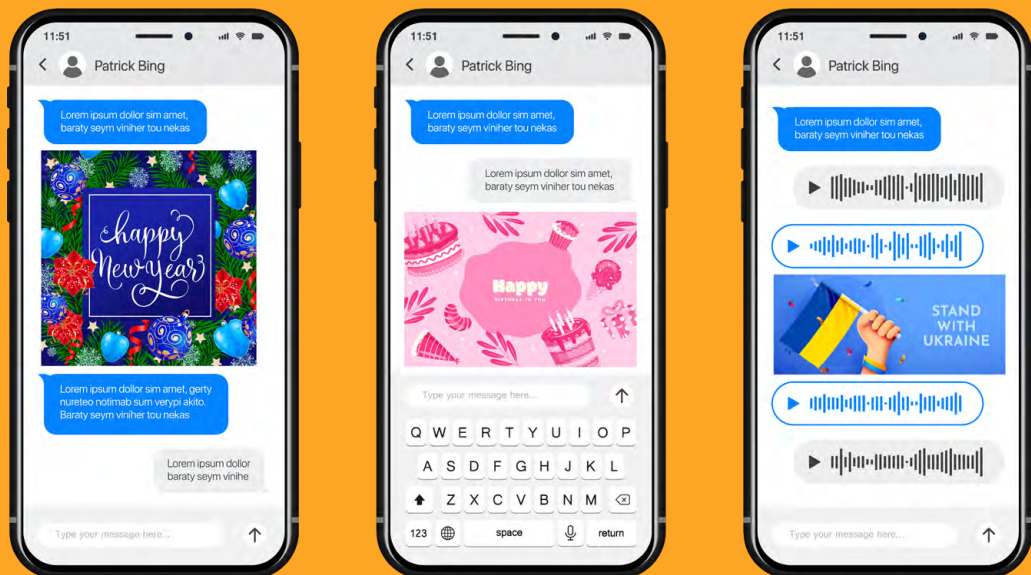 11:51
Patrick Bing
Lorem ipsum dollor sim amet,
baraty seym viniher tou nekas
happy
New year
Lorem ipsum dollor sim amet, gerty
nureteo notimab sum verypi akito.
Baraty seym viniher tou nekas
Lorem ipsum dollor
baraty seym vinihe
Type your message here...
11:51
Patrick Bing
Lorem ipsum dollor sim amet,
baraty seym viniher tou nekas
Lorem ipsum dollor sim amet,
baraty seym viniher tou nekas
Happy
BIRTHDAY TO YOU
Type your message here...
Q W E R T Y U I O P
A S D F G H J K L
Z X C V B N M
123 space return
11:51
Patrick Bing
Lorem ipsum dollor sim amet,
baraty seym viniher tou nekas
STAND
WITH
UKRAINE
Type your message here...